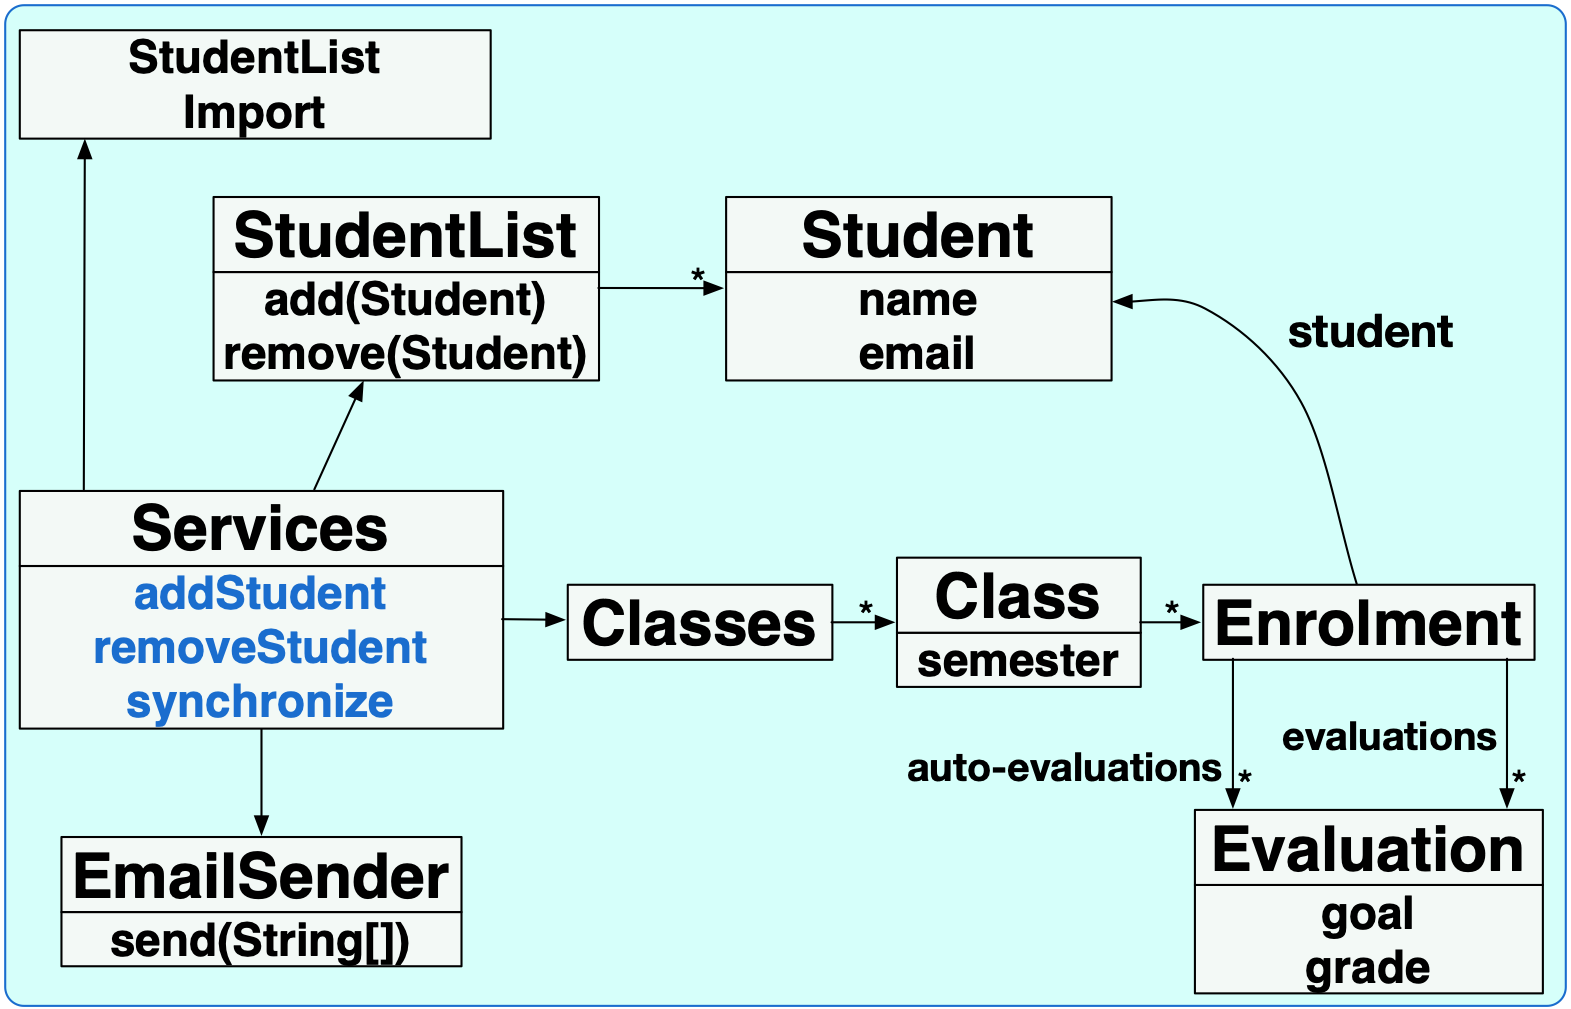 StudentList
Import
StudentList
add(Student)
remove(Student)
*
Student
name
email
student
Services
addStudent
removeStudent
synchronize
Classes
*
Class
semester
*
Enrolment
auto-evaluations
*
evaluations
*
EmailSender
send(String[])
Evaluation
goal
grade